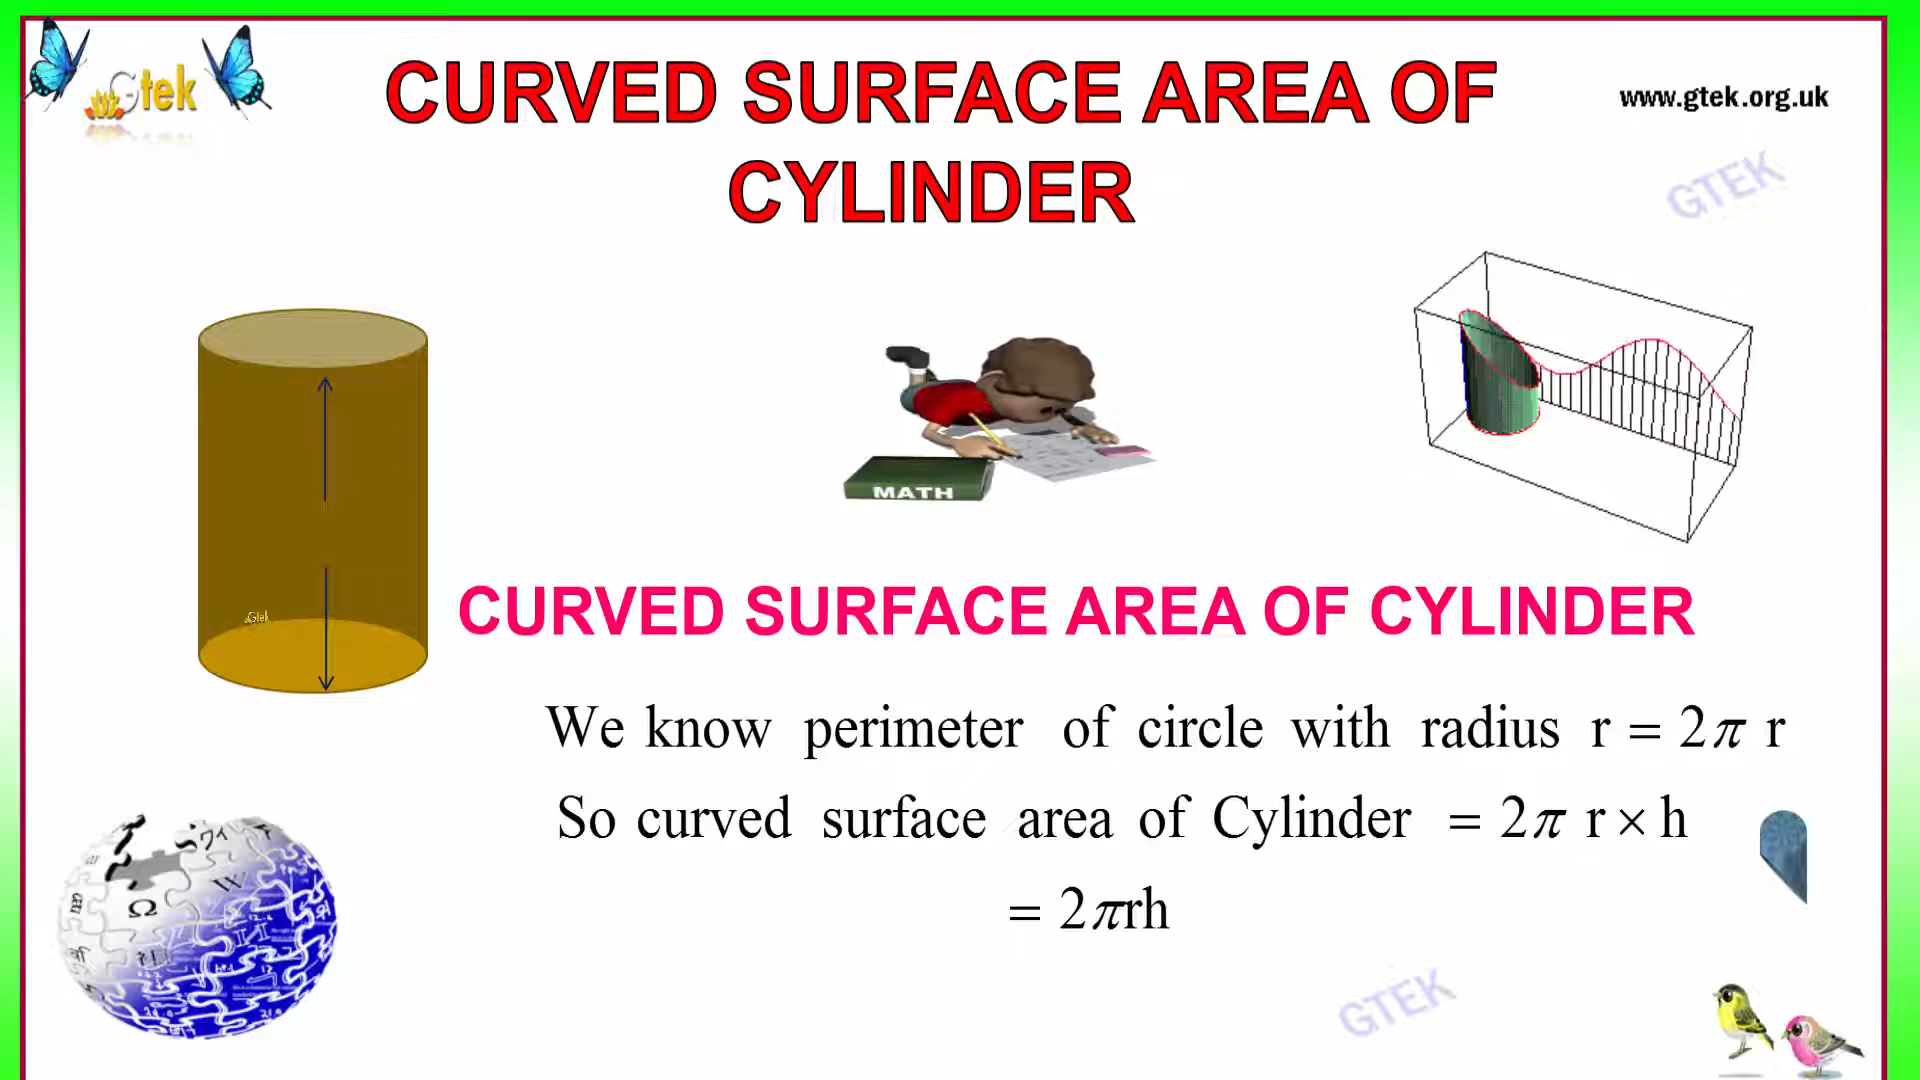 Gtek
CURVED SURFACE AREA OF
CYLINDER
www.gtek.org.uk
GTEK
MATH
Gtek
CURVED SURFACE AREA OF CYLINDER
We know perimeter of circle with radius r = 2π r
So curved surface area of Cylinder = 2π r × h
= 2πrh
Ω
W
GTEK